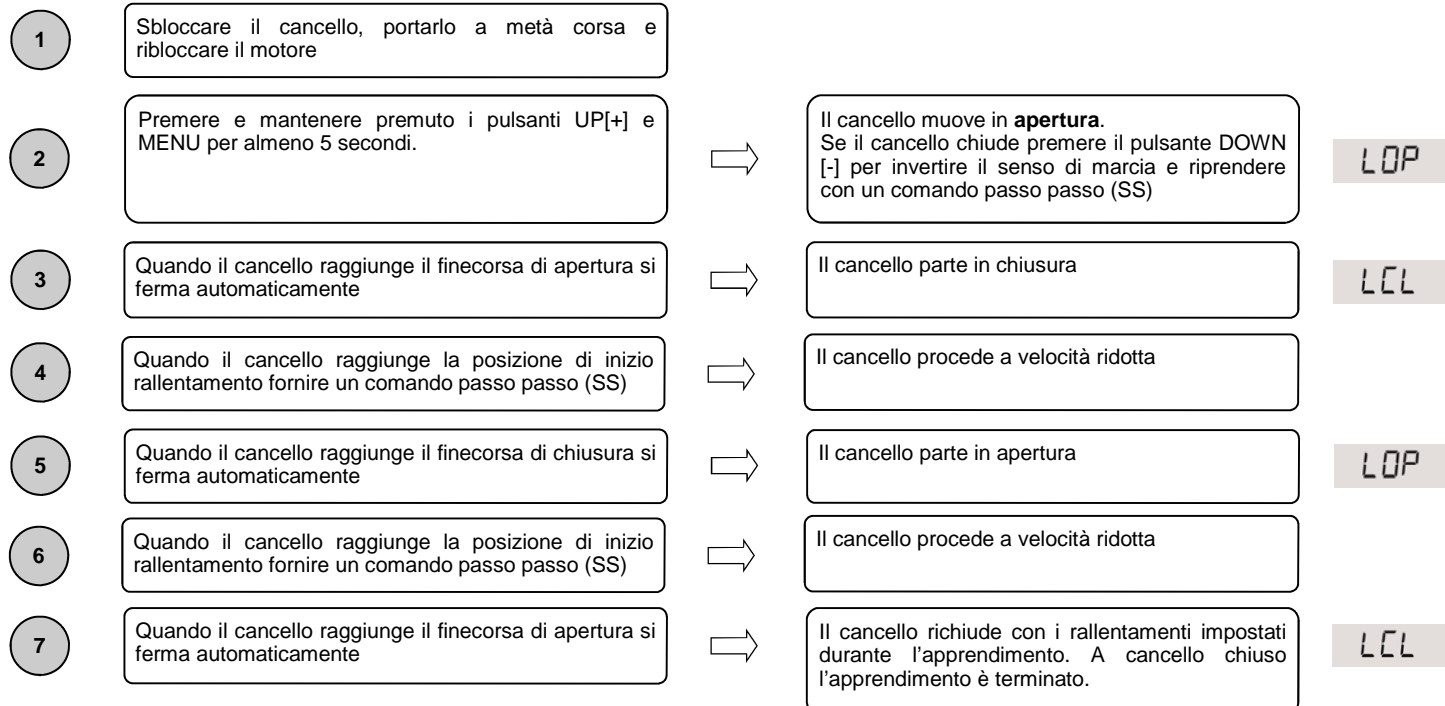 1
Sbloccare il cancello, portarlo a metà corsa e
ribloccare il motore
2
Premere e mantenere premuto i pulsanti UP[+] e
MENU per almeno 5 secondi.
Il cancello muove in apertura.
Se il cancello chiude premere il pulsante DOWN
[-] per invertire il senso di marcia e riprendere
con un comando passo passo (SS)
LOP
3
Quando il cancello raggiunge il finecorsa di apertura si
ferma automaticamente
Il cancello parte in chiusura
LCL
4
Quando il cancello raggiunge la posizione di inizio
rallentamento fornire un comando passo passo (SS)
Il cancello procede a velocità ridotta
5
Quando il cancello raggiunge il finecorsa di chiusura si
ferma automaticamente
Il cancello parte in apertura
LOP
6
Quando il cancello raggiunge la posizione di inizio
rallentamento fornire un comando passo passo (SS)
Il cancello procede a velocità ridotta
7
Quando il cancello raggiunge il finecorsa di apertura si
ferma automaticamente
Il cancello richiude con i rallentamenti impostati
durante l'apprendimento. A cancello chiuso
l'apprendimento è terminato.
LCL